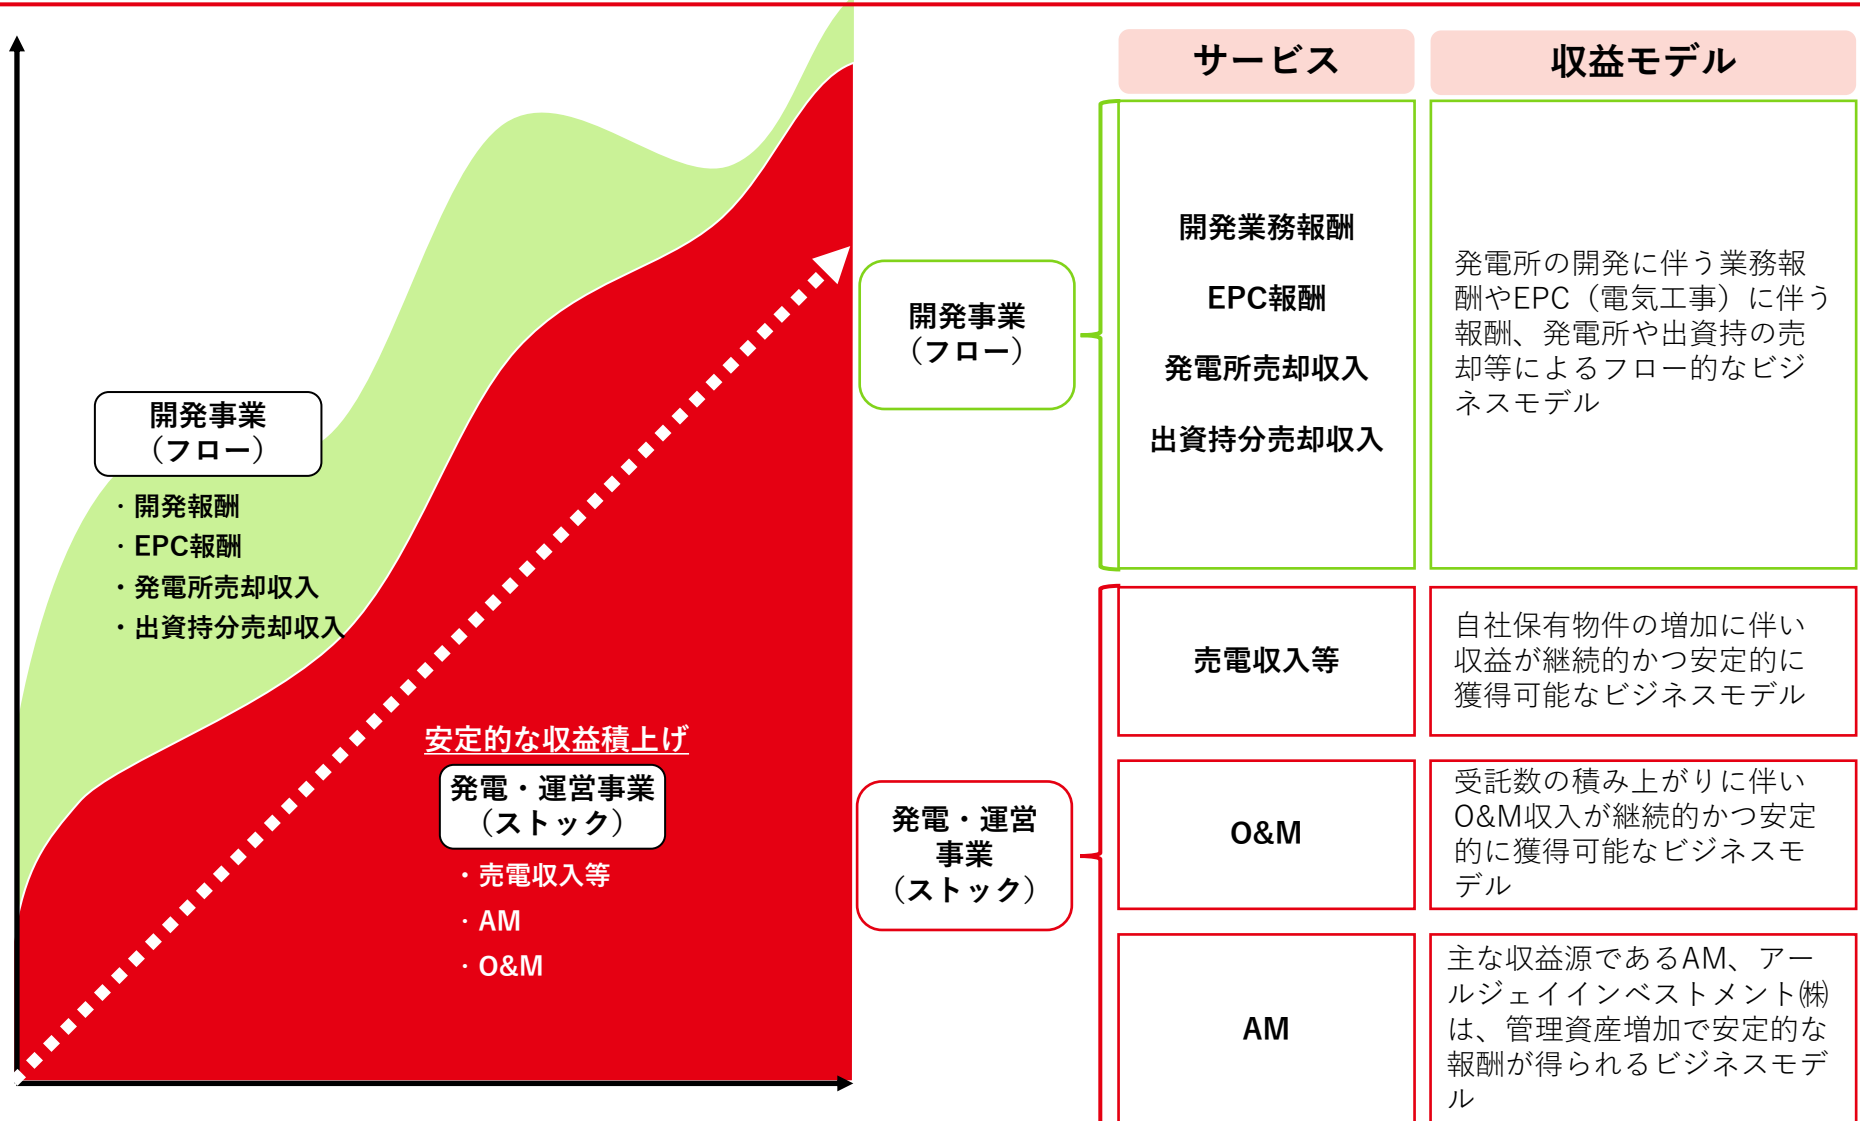 開発事業
（フロー）
・開発報酬
・EPC報酬
・発電所売却収入
・出資持分売却収入
安定的な収益積上げ
発電・運営事業
（ストック）
・売電収入等
・AM
・O&M
サービス
収益モデル
開発事業
（フロー）
開発業務報酬
EPC報酬
発電所売却収入
出資持分売却収入
発電所の開発に伴う業務報
酬やEPC（電気工事）に伴う
報酬、発電所や出資持の売
却等によるフロー的なビジ
ネスモデル
発電・運営
事業
（ストック）
売電収入等
自社保有物件の増加に伴い
収益が継続的かつ安定的に
獲得可能なビジネスモデル
O&M
受託数の積み上がりに伴い
O&M収入が継続的かつ安定
的に獲得可能なビジネスモ
デル
AM
主な収益源であるAM、アー
ルジェイインベストメント㈱
は、管理資産増加で安定的な
報酬が得られるビジネスモデ
ル